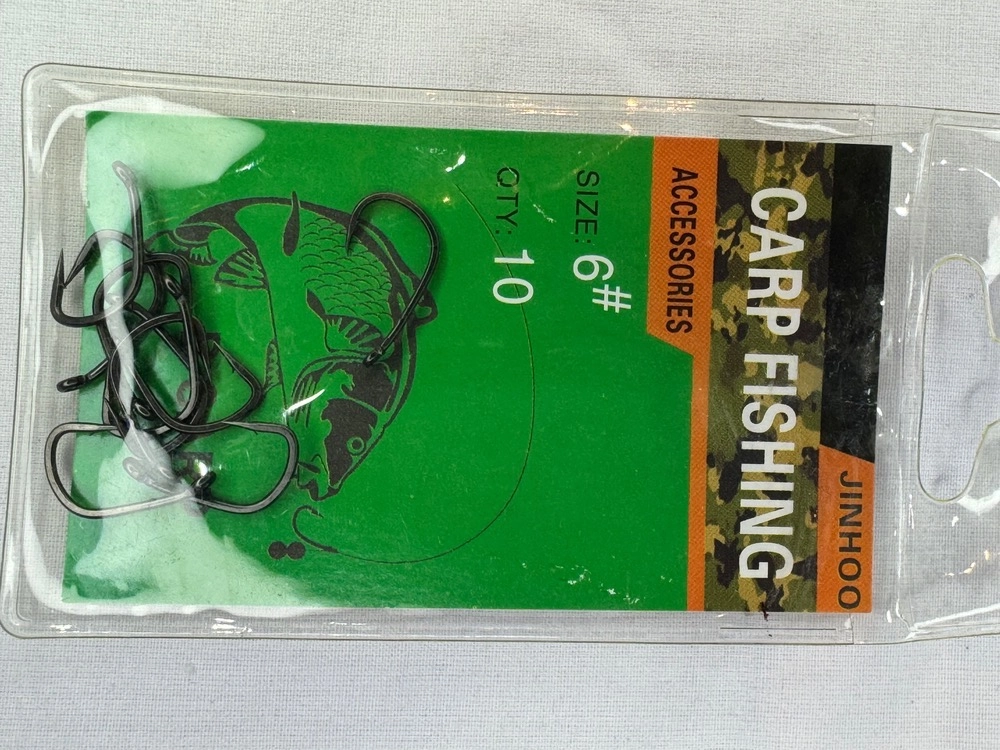 JINHOO
CARP FISHING
ACCESSORIES
SIZE: 6#
QTY: 10